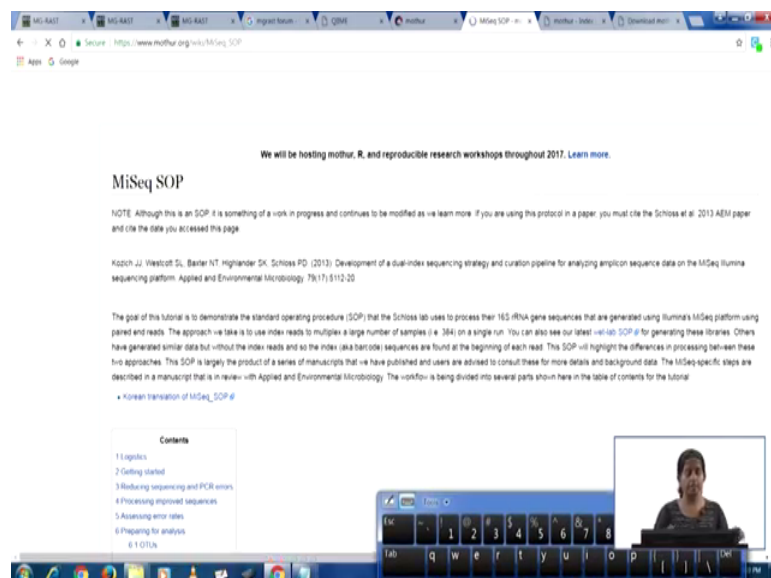 MG-RAST
MG-RAST
MG-RAST
mgrast forum -
QIIME
mothur
MiSeq SOP - mo
mothur - Index
Download mot
Secure https://www.mothur.org/wiki/MiSeq_SOP
Apps Google
We will be hosting mothur, R, and reproducible research workshops throughout 2017. Learn more.
MiSeq SOP
NOTE: Although this is an SOP, it is something of a work in progress and continues to be modified as we learn more. If you are using this protocol in a paper, you must cite the Schloss et al. 2013 AEM paper
and cite the date you accessed this page
Kozich JJ, Westcott SL, Baxter NT, Highlander SK, Schloss PD. (2013): Development of a dual-index sequencing strategy and curation pipeline for analyzing amplicon sequence data on the MiSeq Illumina
sequencing platform. Applied and Environmental Microbiology. 79(17):5112-20.
The goal of this tutorial is to demonstrate the standard operating procedure (SOP) that the Schloss lab uses to process their 16S rRNA gene sequences that are generated using Illumina's MiSeq platform using
paired end reads. The approach we take is to use index reads to multiplex a large number of samples (i.e. 384) on a single run. You can also see our latest wet-lab SOP for generating these libraries. Others
have generated similar data but without the index reads and so the index (aka barcode) sequences are found at the beginning of each read. This SOP will highlight the differences in processing between these
two approaches. This SOP is largely the product of a series of manuscripts that we have published and users are advised to consult these for more details and background data. The MiSeq-specific steps are
described in a manuscript that is in review with Applied and Environmental Microbiology. The workflow is being divided into several parts shown here in the table of contents for the tutorial
• Korean translation of MiSeq_SOP
Contents
1 Logistics
2 Getting started
3 Reducing sequencing and PCR errors
4 Processing improved sequences
5 Assessing error rates
6 Preparing for analysis
6.1 OTUs
Tools
Esc ~ ` ! 1 @ 2 # 3 $ 4 % 5 ^ 6 & 7 * 8
Tab q w e r t y u i o p { [ } ] | \ Del